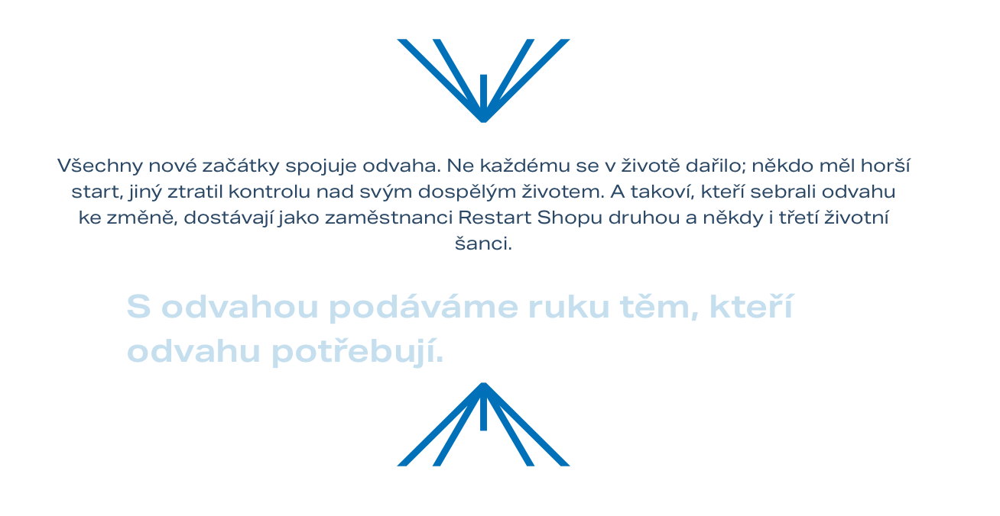 Všechny nové začátky spojuje odvaha. Ne každému se v životě dařilo; někdo měl horší
start, jiný ztratil kontrolu nad svým dospělým životem. A takoví, kteří sebrali odvahu
ke změně, dostávají jako zaměstnanci Restart Shopu druhou a někdy i třetí životní
šanci.
S odvahou podáváme ruku těm, kteří
odvahu potřebují.